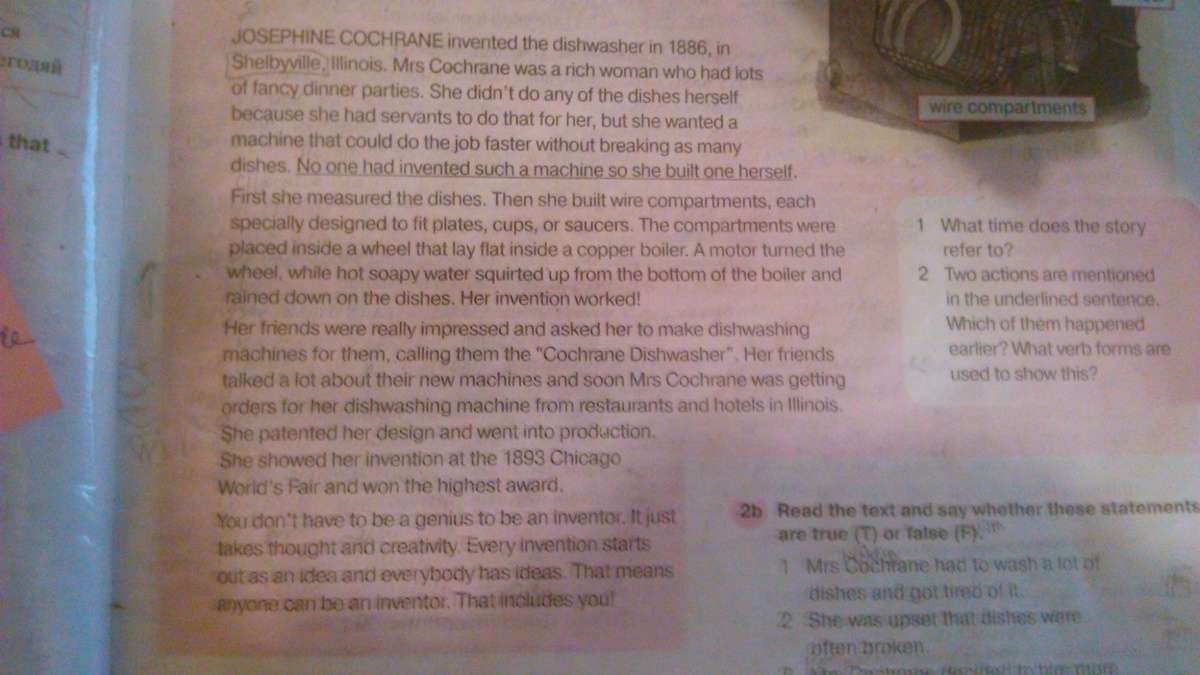 ся
егодня
that
JOSEPHINE COCHRANE invented the dishwasher in 1886, in
Shelbyville, Illinois. Mrs Cochrane was a rich woman who had lots
of fancy dinner parties. She didn't do any of the dishes herself
because she had servants to do that for her, but she wanted a
machine that could do the job faster without breaking as many
dishes. No one had invented such a machine so she built one herself.
First she measured the dishes. Then she built wire compartments, each
specially designed to fit plates, cups, or saucers. The compartments were
placed inside a wheel that lay flat inside a copper boiler. A motor turned the
wheel, while hot soapy water squirted up from the bottom of the boiler and
rained down on the dishes. Her invention worked!
Her friends were really impressed and asked her to make dishwashing
machines for them, calling them the "Cochrane Dishwasher". Her friends
talked a lot about their new machines and soon Mrs Cochrane was getting
orders for her dishwashing machine from restaurants and hotels in Illinois.
She patented her design and went into production.
She showed her invention at the 1893 Chicago
World's Fair and won the highest award.
You don't have to be a genius to be an inventor. It just
takes thought and creativity. Every invention starts
out as an idea and everybody has ideas. That means
anyone can be an inventor. That includes you!
wire compartments
1 What time does the story
refer to?
2 Two actions are mentioned
in the underlined sentence.
Which of them happened
earlier? What verb forms are
used to show this?
2b Read the text and say whether these statements
are true (T) or false (F).
1 Mrs Cochrane had to wash a lot of
dishes and got tired of it.
2 She was upset that dishes were
often broken.
Cochrane decided to hire more